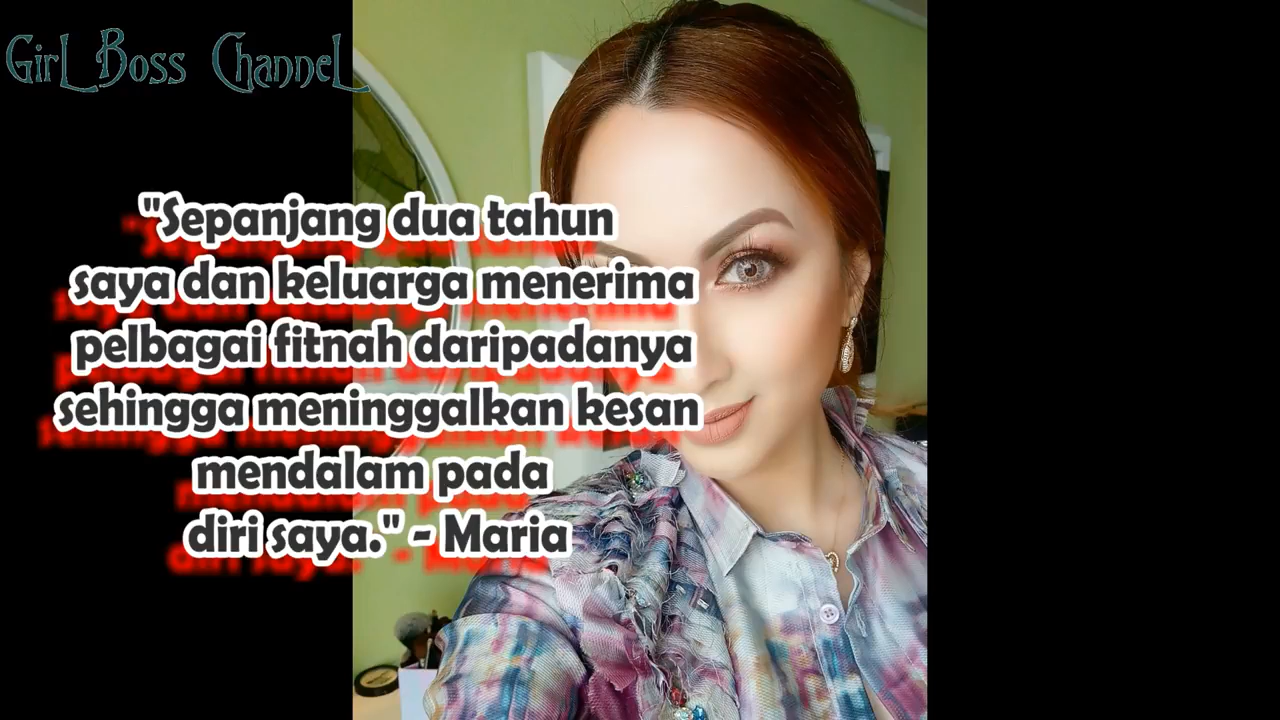 GirL Boss ChanneL
"Sepanjang dua tahun
saya dan keluarga menerima
pelbagai fitnah daripadanya
sehingga meninggalkan kesan
mendalam pada
diri saya." - Maria